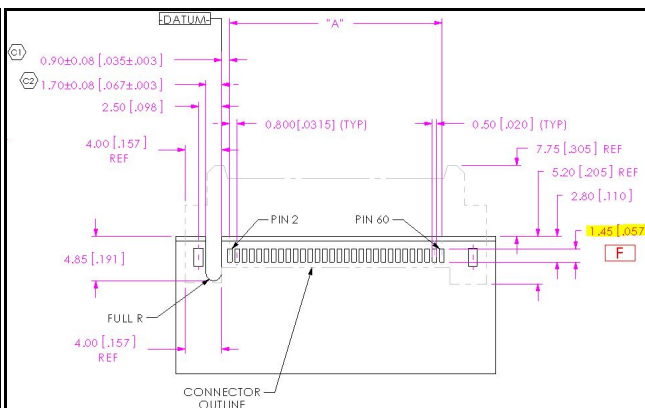 -DATUM-
"A"
C1
0.90±0.08 [.035±.003]
C2
1.70±0.08 [.067±.003]
2.50 [.098]
0.800[.0315] (TYP)
0.50 [.020] (TYP)
4.00 [.157]
REF
7.75 [.305] REF
5.20 [.205] REF
2.80 [.110]
PIN 2
PIN 60
1.45 [.057
F
4.85 [.191]
FULL R
4.00 [.157]
REF
CONNECTOR
OUTLINE